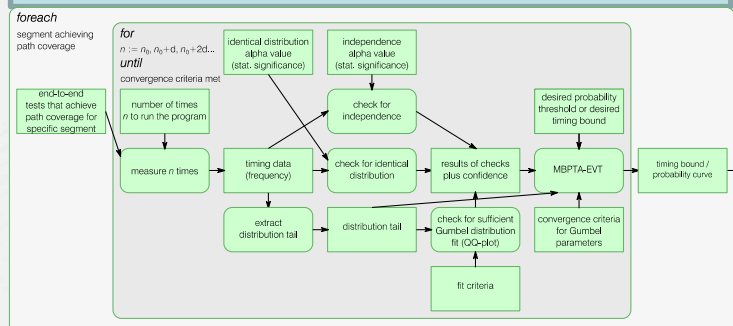 foreach
segment achieving
path coverage
for
n := n0, n0+d, n0+2d...
until
convergence criteria met
identical distribution
alpha value
(stat. significance)
independence
alpha value
(stat. significance)
end-to-end
tests that achieve
path coverage for
specific segment
number of times
n to run the program
check for
independence
desired probability
threshold or desired
timing bound
measure n times
timing data
(frequency)
check for identical
distribution
results of checks
plus confidence
MBPTA-EVT
timing bound /
probability curve
extract
distribution tail
distribution tail
check for sufficient
Gumbel distribution
fit (QQ-plot)
convergence criteria
for Gumbel
parameters
fit criteria